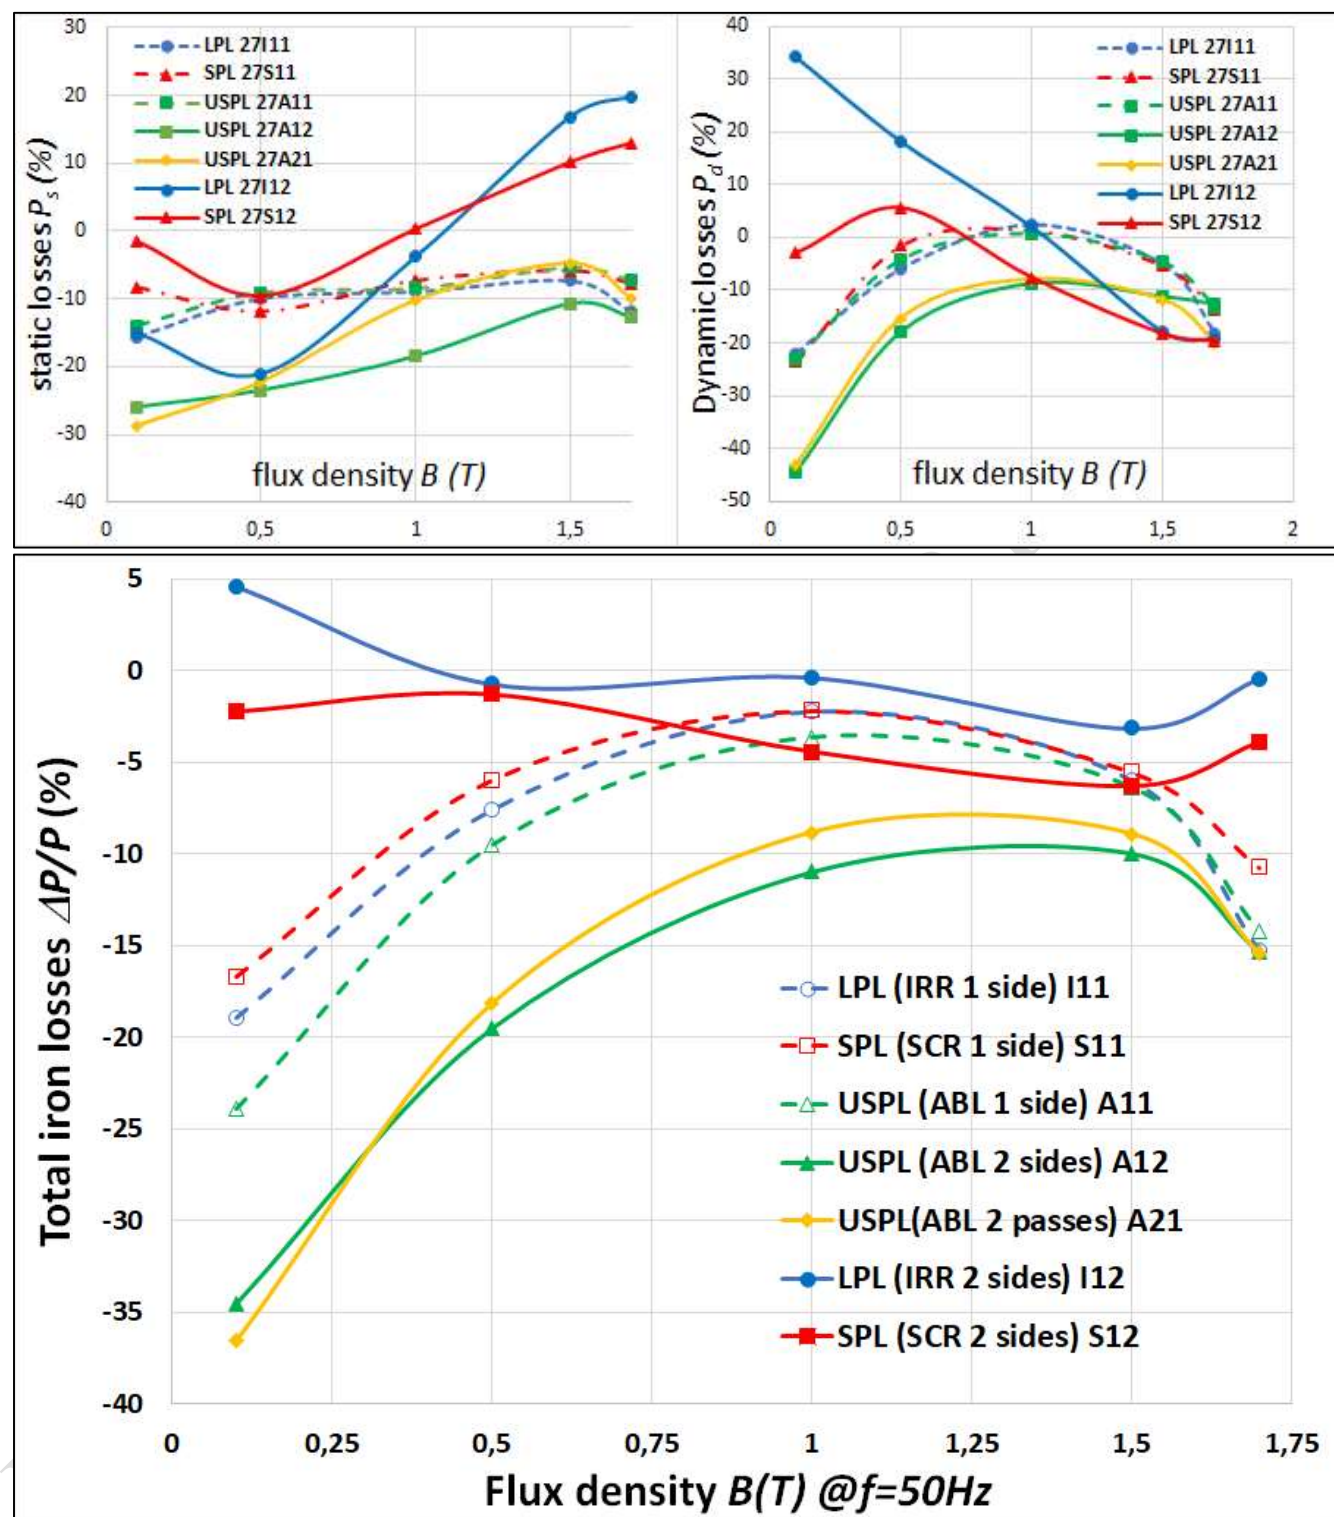 static losses Ps (%)
30
20
10
0
-10
-20
-30
-40
LPL 27I11
SPL 27S11
USPL 27A11
USPL 27A12
USPL 27A21
LPL 27I12
SPL 27S12
flux density B (T)
0
0,5
1
1,5
Dynamic losses Pd (%)
40
30
20
10
0
-10
-20
-30
-40
-50
LPL 27I11
SPL 27S11
USPL 27A11
USPL 27A12
USPL 27A21
LPL 27I12
SPL 27S12
flux density B (T)
0
0,5
1
1,5
2
Total iron losses ΔP/P (%)
5
0
-5
-10
-15
-20
-25
-30
-35
-40
LPL (IRR 1 side) I11
SPL (SCR 1 side) S11
USPL (ABL 1 side) A11
USPL (ABL 2 sides) A12
USPL(ABL 2 passes) A21
LPL (IRR 2 sides) I12
SPL (SCR 2 sides) S12
0
0,25
0,5
0,75
1
1,25
1,5
1,75
Flux density B(T) @f=50Hz